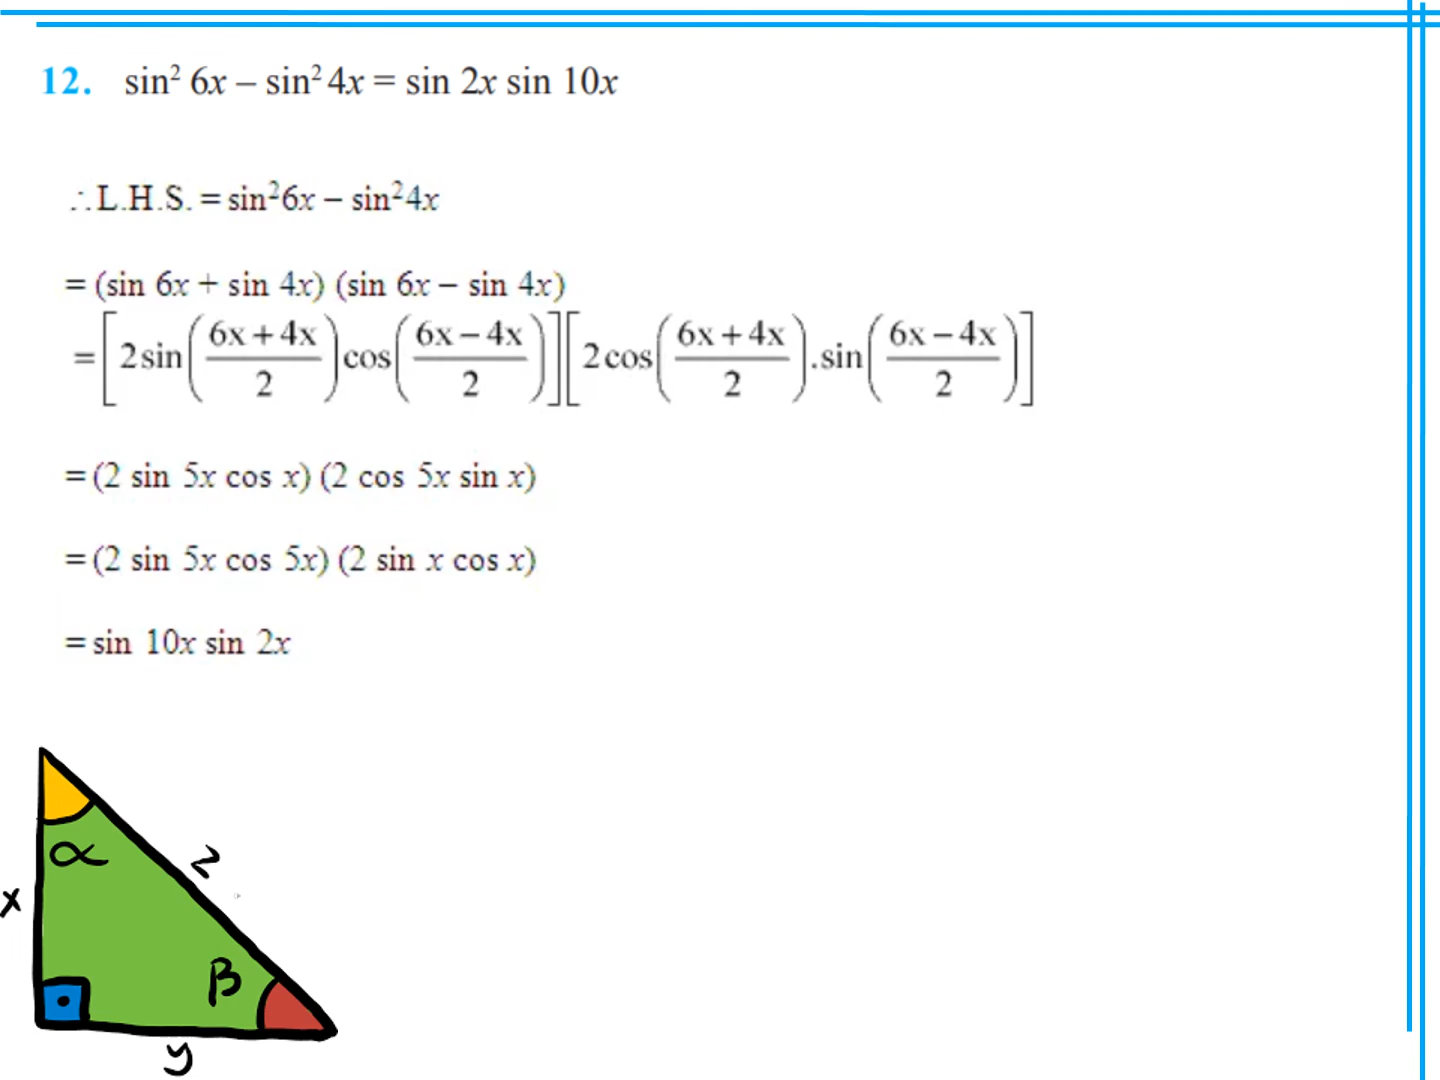 12. sin² 6x – sin² 4x = sin 2x sin 10x
∴L.H.S. = sin²6x – sin²4x
= (sin 6x + sin 4x) (sin 6x – sin 4x)
= [2sin((6x+4x)/2)cos((6x–4x)/2)][2cos((6x+4x)/2).sin((6x–4x)/2)]
= (2 sin 5x cos x) (2 cos 5x sin x)
= (2 sin 5x cos 5x) (2 sin x cos x)
= sin 10x sin 2x
α
z
x
β
y